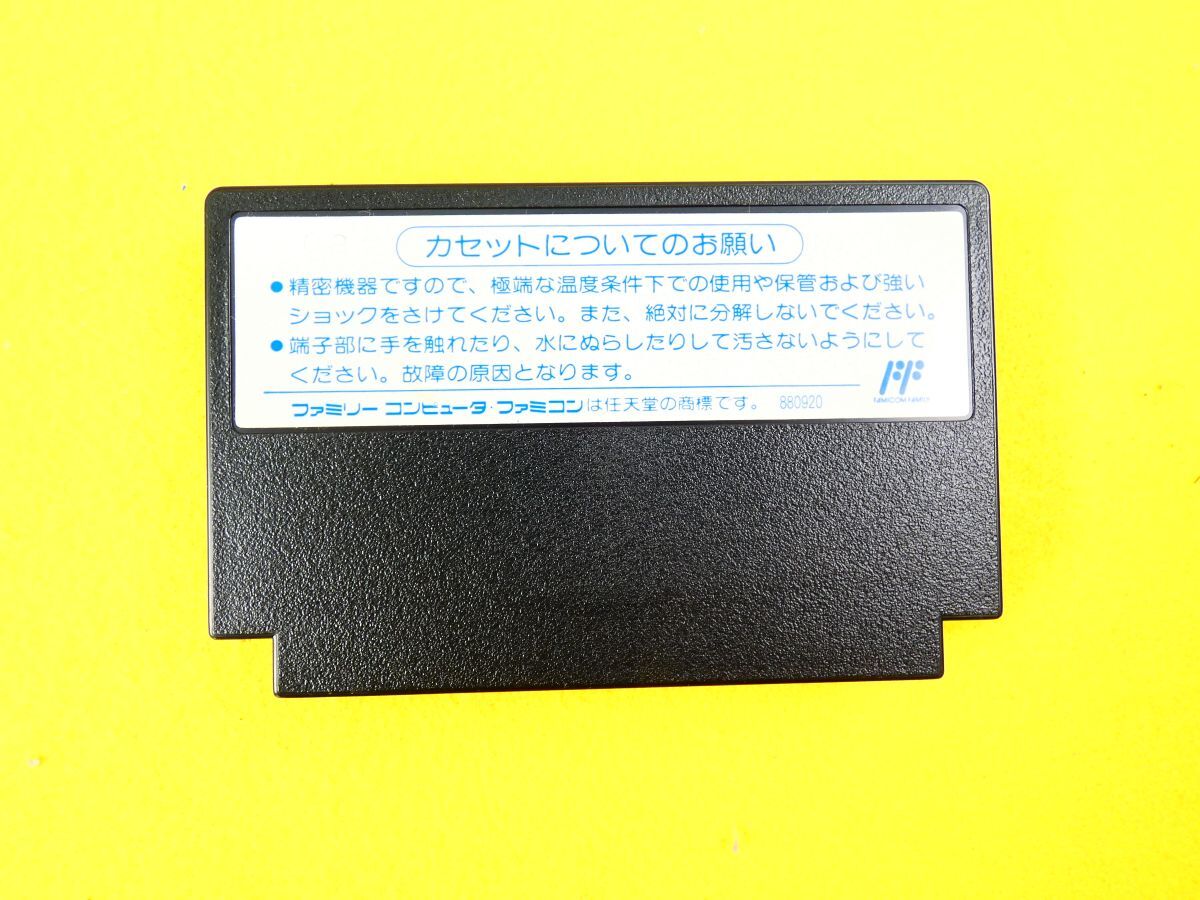 カセットについてのお願い
●精密機器ですので、極端な温度条件下での使用や保管および強い
ショックをさけてください。また、絶対に分解しないでください。
●端子部に手を触れたり、水にぬらしたりして汚さないようにして
ください。故障の原因となります。
FAMICOM FAMILY
ファミリー コンピュータ・ファミコンは任天堂の商標です。 880920